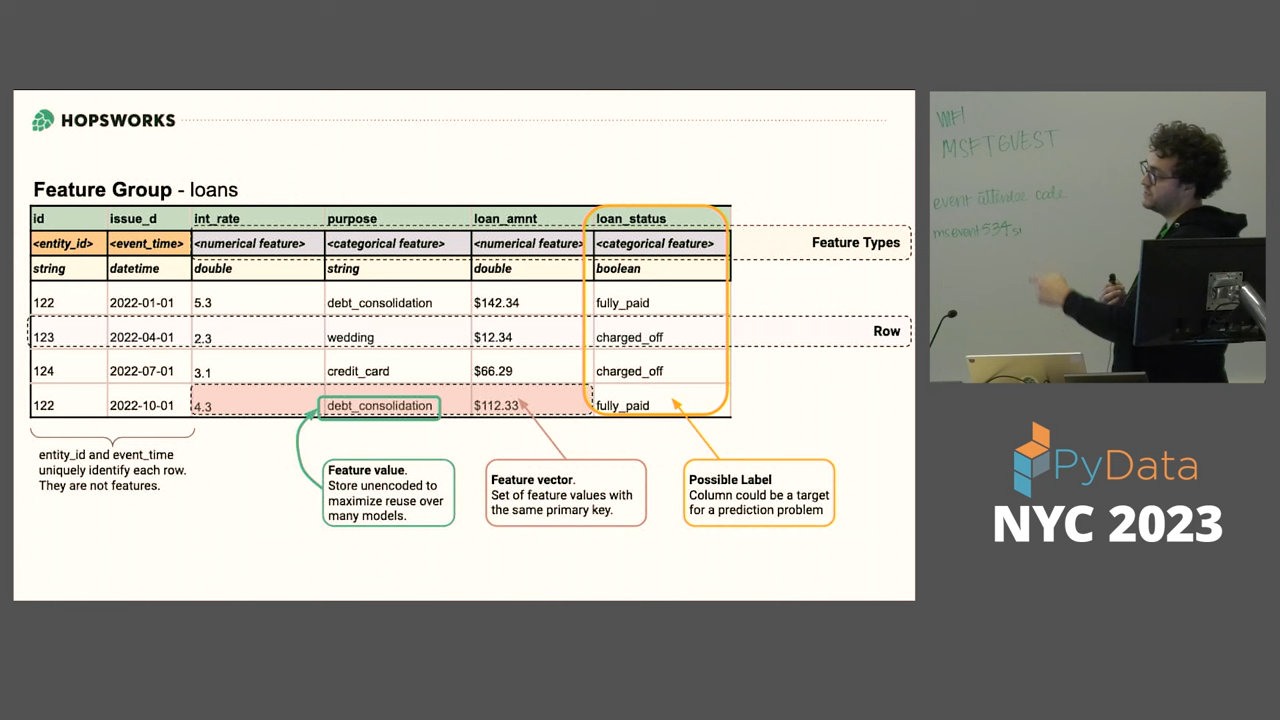 HOPSWORKS
Feature Group - loans
id issue_d int_rate purpose loan_amnt loan_status
<entity_id> <event_time> <numerical feature> <categorical feature> <numerical feature> <categorical feature> Feature Types
string datetime double string double boolean
122 2022-01-01 5.3 debt_consolidation $142.34 fully_paid
123 2022-04-01 2.3 wedding $12.34 charged_off Row
124 2022-07-01 3.1 credit_card $66.29 charged_off
122 2022-10-01 4.3 debt_consolidation $112.33 fully_paid
entity_id and event_time
uniquely identify each row.
They are not features.
Feature value.
Store unencoded to
maximize reuse over
many models.
Feature vector.
Set of feature values with
the same primary key.
Possible Label
Column could be a target
for a prediction problem
WIFI
MSFTGUEST
event attendee code
msevent534
PyData
NYC 2023